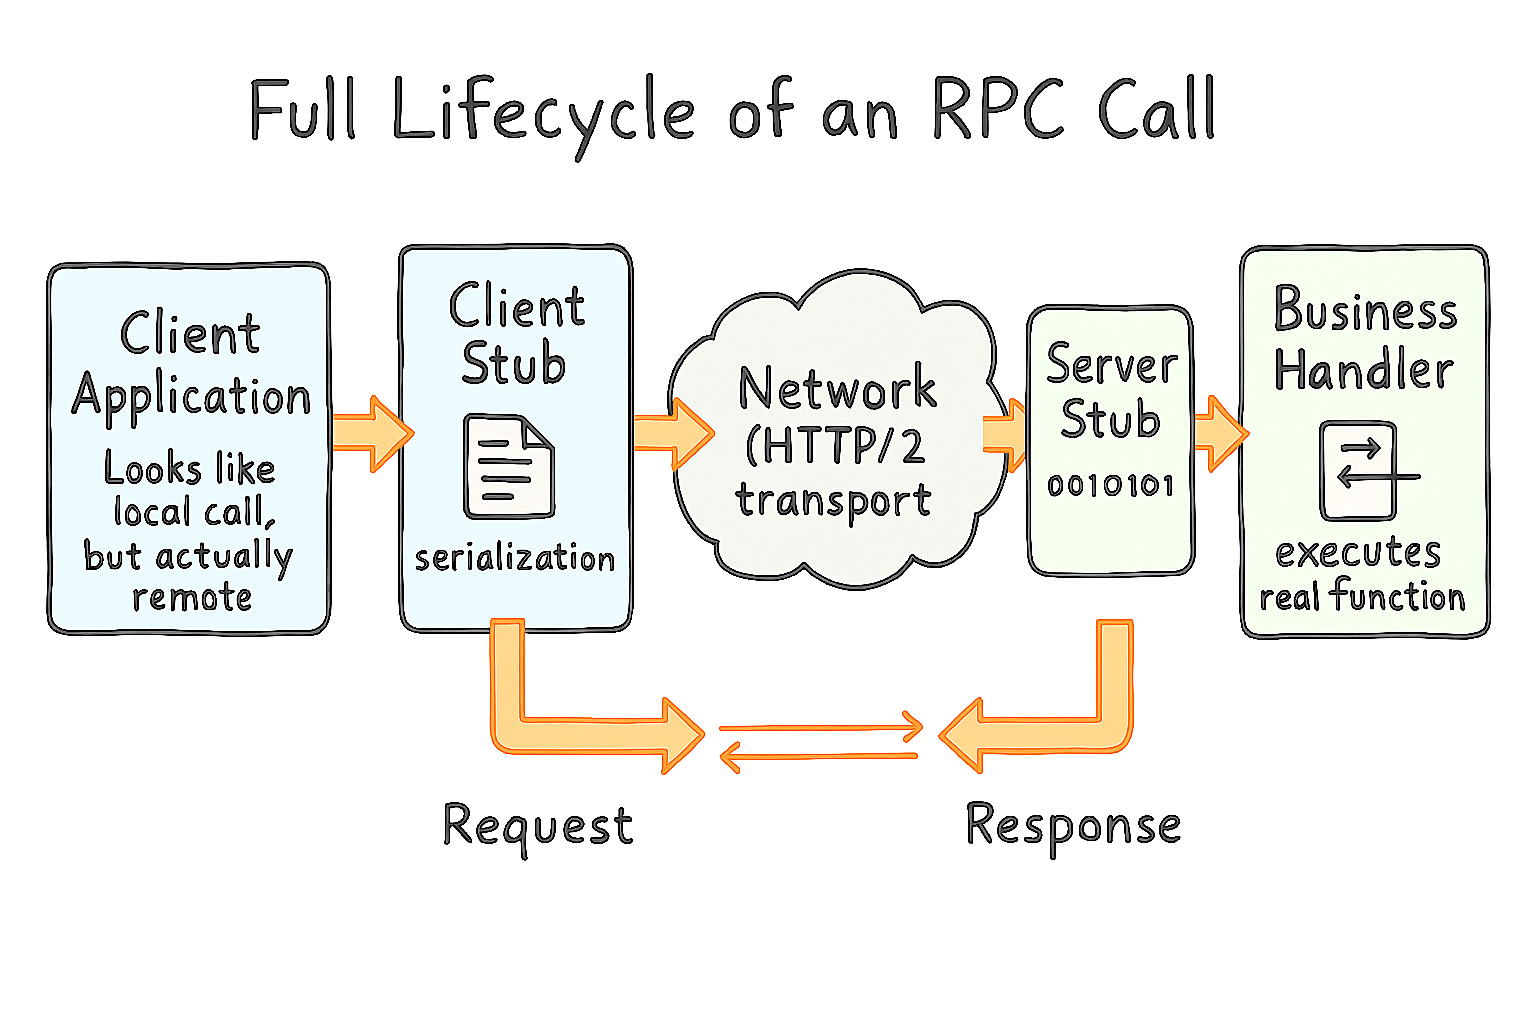 Full Lifecycle of an RPC Call
Client
Application
Looks like
local call,
but actually
remote
Client
Stub
serialization
Network
(HTTP/2
transport
Server
Stub
0010101
Business
Handler
executes
real function
Request
Response